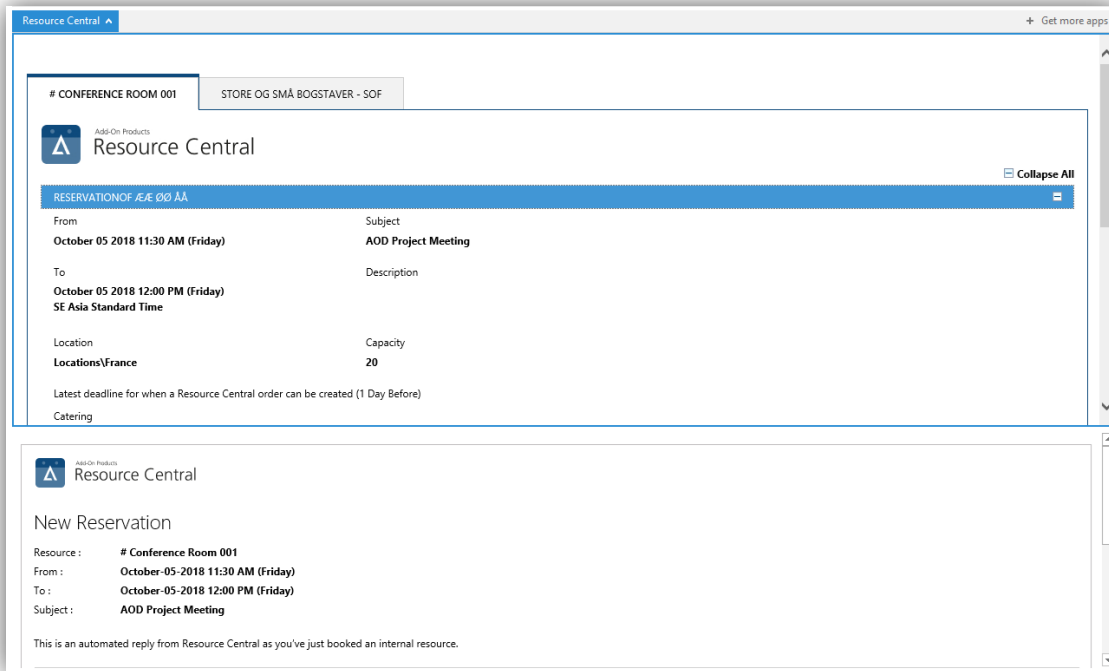 Resource Central
+ Get more apps
# CONFERENCE ROOM 001
STORE OG SMÅ BOGSTAVER - SOF
Add-On Products
Resource Central
Collapse All
RESERVATIONOF ÆÆ ØØ ÅÅ
From Subject
October 05 2018 11:30 AM (Friday) AOD Project Meeting
To Description
October 05 2018 12:00 PM (Friday)
SE Asia Standard Time
Location Capacity
Locations\France 20
Latest deadline for when a Resource Central order can be created (1 Day Before)
Catering
Add-On Products
Resource Central
New Reservation
Resource : # Conference Room 001
From : October-05-2018 11:30 AM (Friday)
To : October-05-2018 12:00 PM (Friday)
Subject : AOD Project Meeting
This is an automated reply from Resource Central as you've just booked an internal resource.